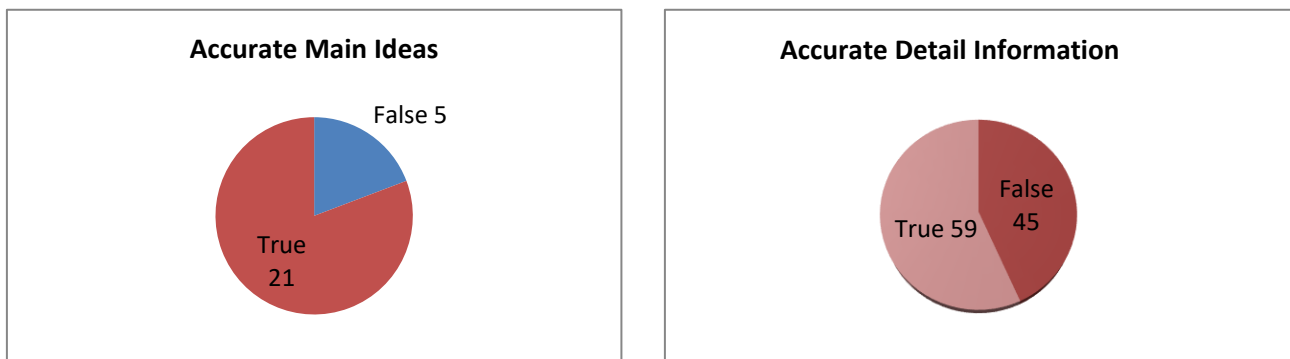 Accurate Main Ideas
False 5
True
21
Accurate Detail Information
False
45
True 59